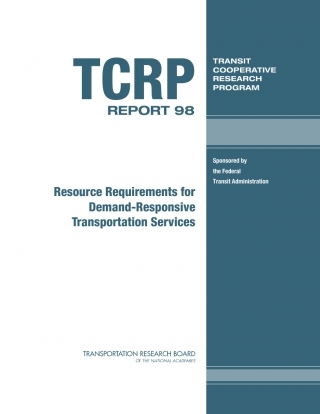 TCRP
REPORT 98
TRANSIT
COOPERATIVE
RESEARCH
PROGRAM
Sponsored by
the Federal
Transit Administration
Resource Requirements for
Demand-Responsive
Transportation Services
TRANSPORTATION RESEARCH BOARD
OF THE NATIONAL ACADEMIES